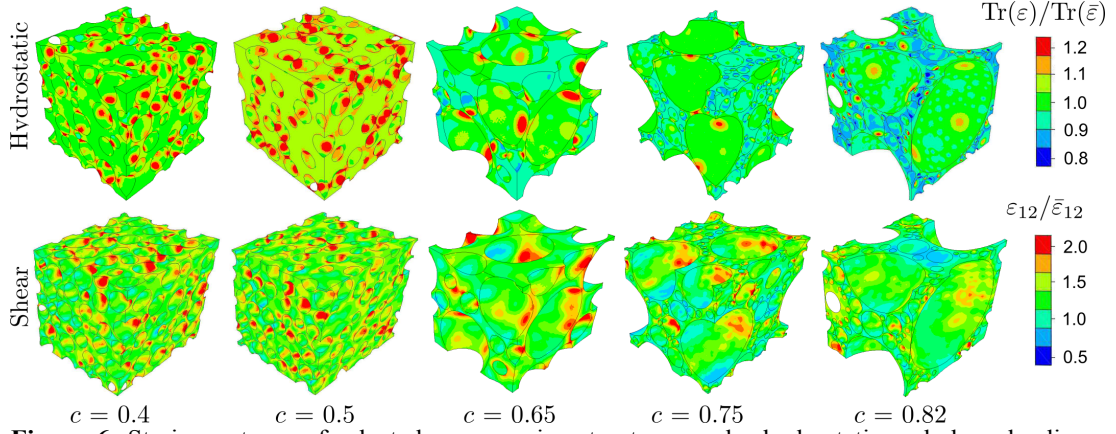 Hydrostatic
Tr(ε)/Tr(ε̄)
1.2
1.1
1.0
0.9
0.8
Shear
ε₁₂/ε̄₁₂
2.0
1.5
1.0
0.5
c = 0.4 c = 0.5 c = 0.65 c = 0.75 c = 0.82